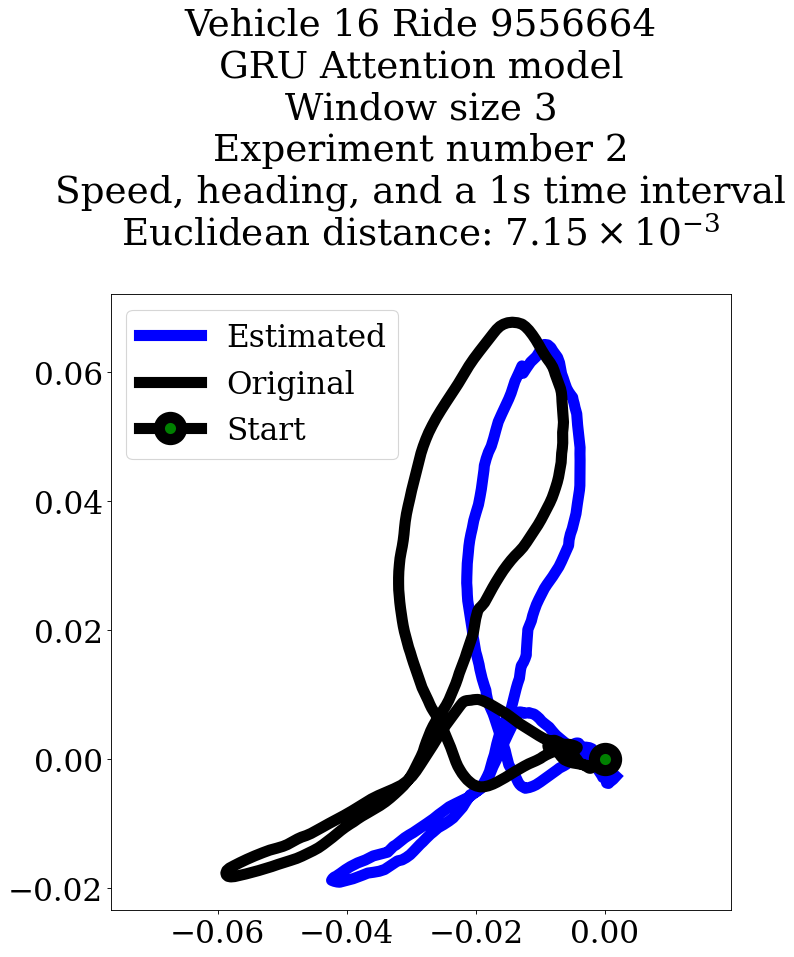 Vehicle 16 Ride 9556664
GRU Attention model
Window size 3
Experiment number 2
Speed, heading, and a 1s time interval
Euclidean distance: 7.15 × 10⁻³
Estimated
Original
Start
0.06
0.04
0.02
0.00
−0.02
−0.06 −0.04 −0.02 0.00